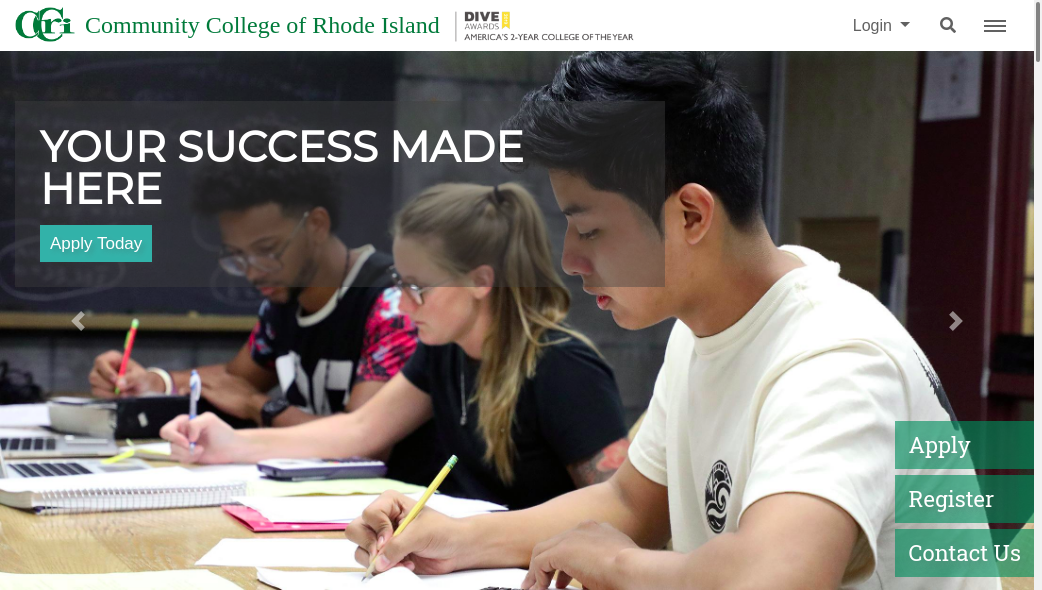 CCri Community College of Rhode Island
DIVE
AWARDS
AMERICA'S 2-YEAR COLLEGE OF THE YEAR
Login
YOUR SUCCESS MADE
HERE
Apply Today
Apply
Register
Contact Us